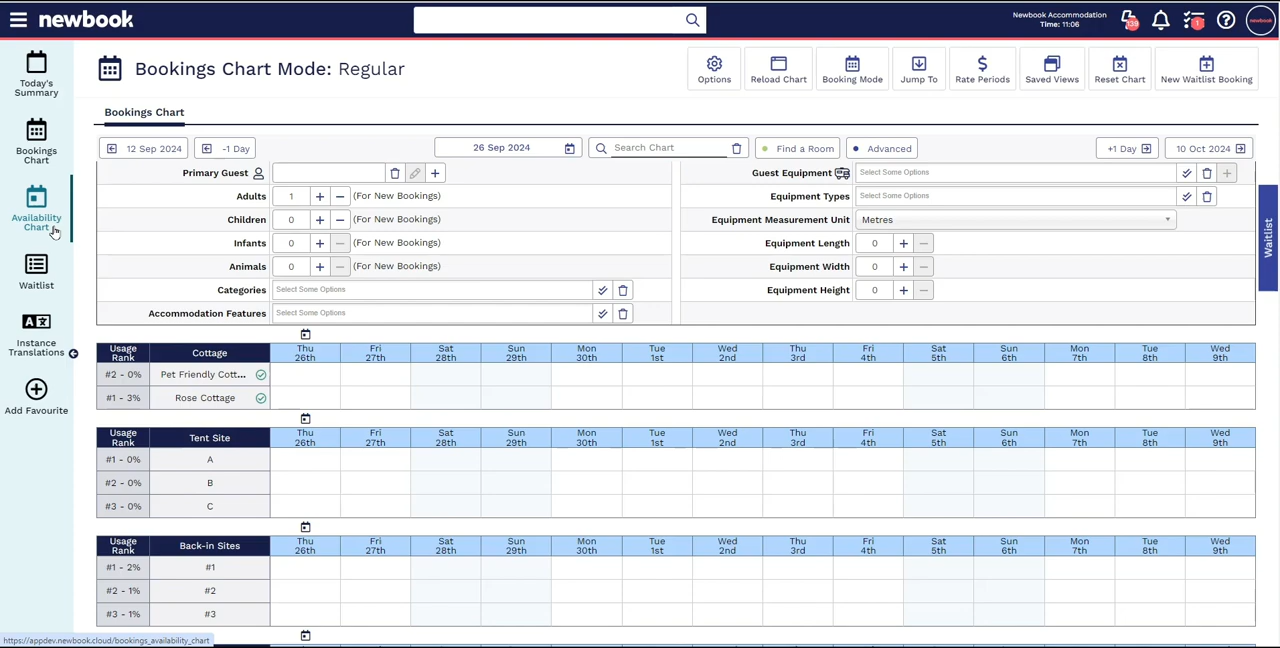 newbook
Newbook Accommodation
Time: 11:06
139
1
newbook
Today's
Summary
Bookings
Chart
Availability
Chart
Waitlist
Instance
Translations
Add Favourite
Bookings Chart Mode: Regular
Options
Reload Chart
Booking Mode
Jump To
Rate Periods
Saved Views
Reset Chart
New Waitlist Booking
Bookings Chart
12 Sep 2024
-1 Day
26 Sep 2024
Search Chart
Find a Room
Advanced
+1 Day
10 Oct 2024
Primary Guest
Adults 1 + − (For New Bookings)
Children 0 + − (For New Bookings)
Infants 0 + − (For New Bookings)
Animals 0 + − (For New Bookings)
Categories Select Some Options
Accommodation Features Select Some Options
Guest Equipment Select Some Options
Equipment Types Select Some Options
Equipment Measurement Unit Metres
Equipment Length 0 + −
Equipment Width 0 + −
Equipment Height 0 + −
Waitlist
Usage Thu Fri Sat Sun Mon Tue Wed Thu Fri Sat Sun Mon Tue Wed
Rank Cottage 26th 27th 28th 29th 30th 1st 2nd 3rd 4th 5th 6th 7th 8th 9th
#2 - 0% Pet Friendly Cott...
#1 - 3% Rose Cottage
Usage Thu Fri Sat Sun Mon Tue Wed Thu Fri Sat Sun Mon Tue Wed
Rank Tent Site 26th 27th 28th 29th 30th 1st 2nd 3rd 4th 5th 6th 7th 8th 9th
#1 - 0% A
#2 - 0% B
#3 - 0% C
Usage Thu Fri Sat Sun Mon Tue Wed Thu Fri Sat Sun Mon Tue Wed
Rank Back-in Sites 26th 27th 28th 29th 30th 1st 2nd 3rd 4th 5th 6th 7th 8th 9th
#1 - 2% #1
#2 - 1% #2
#3 - 1% #3
https://appdev.newbook.cloud/bookings_availability_chart